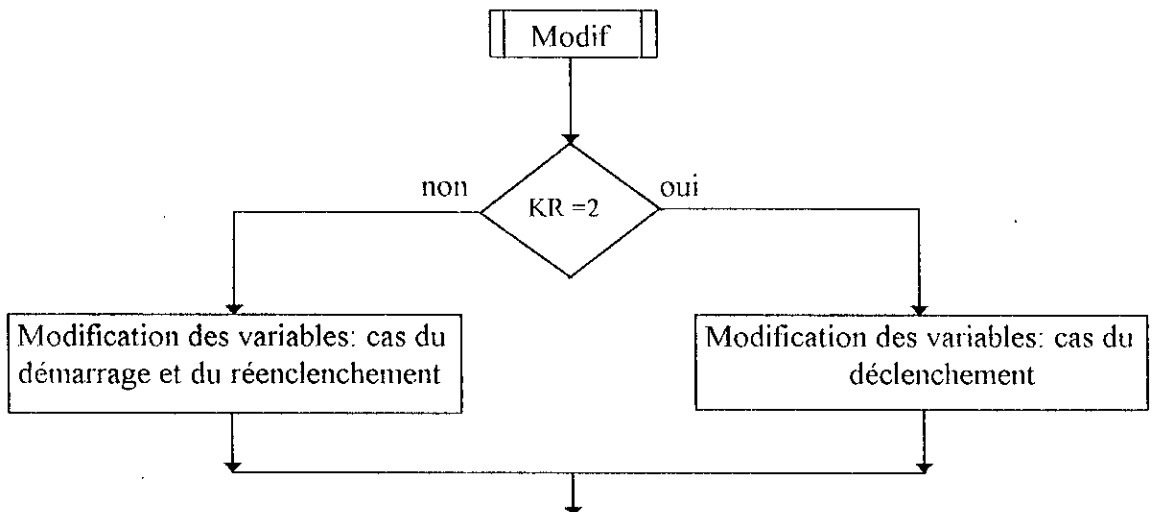 Modif
non
oui
KR =2
Modification des variables: cas du
démarrage et du réenclenchement
Modification des variables: cas du
déclenchement